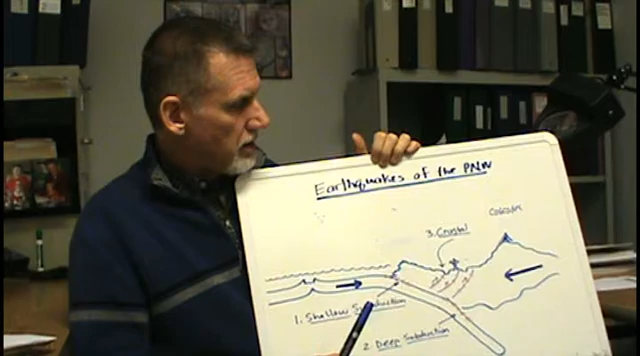 Earthquakes of the PNW
Cascades
3. Crustal
1. Shallow Subduction
2. Deep Subduction